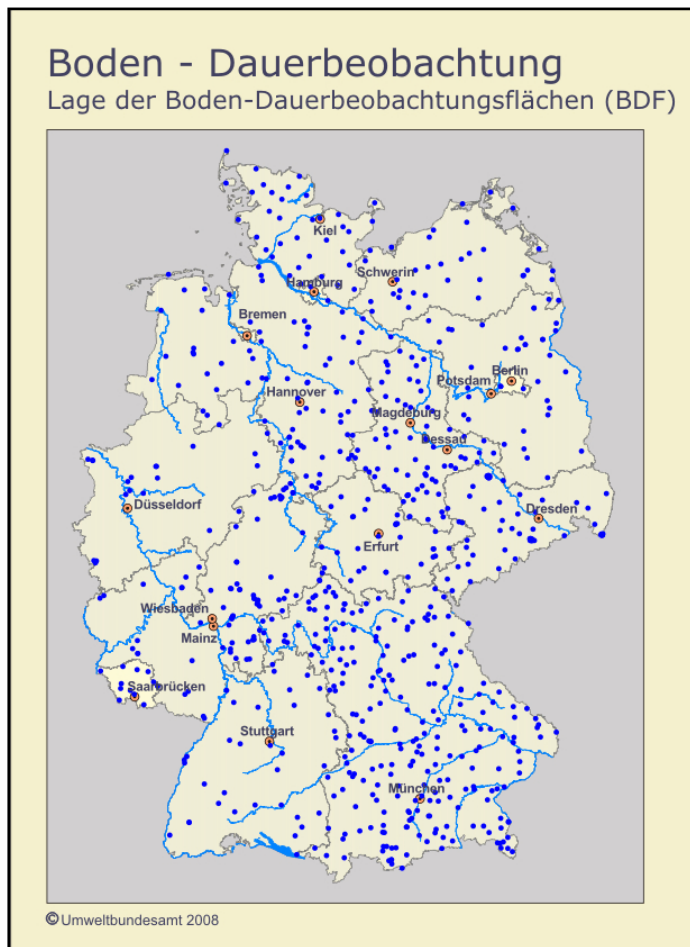 Boden - Dauerbeobachtung
Lage der Boden-Dauerbeobachtungsflächen (BDF)
Kiel
Schwerin
Hamburg
Bremen
Berlin
Potsdam
Hannover
Magdeburg
Dessau
Düsseldorf
Dresden
Erfurt
Wiesbaden
Mainz
Saarbrücken
Stuttgart
München
© Umweltbundesamt 2008